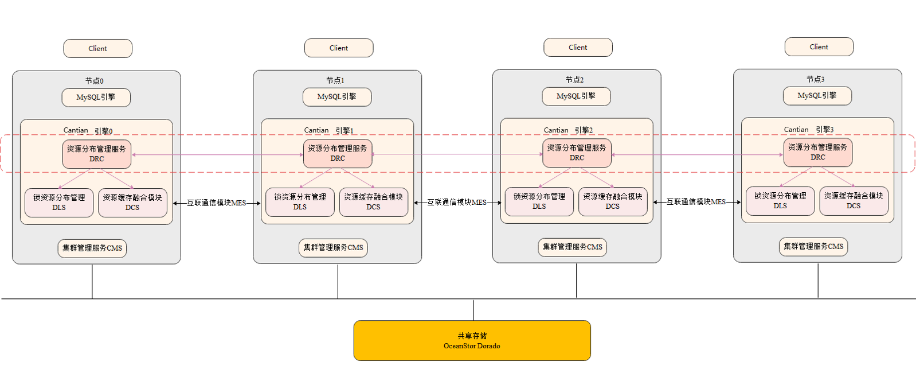 Client
Client
Client
Client
节点0
节点1
节点2
节点3
MySQL引擎
MySQL引擎
MySQL引擎
MySQL引擎
Cantian 引擎0
Cantian 引擎1
Cantian 引擎2
Cantian 引擎3
资源分布管理服务
DRC
资源分布管理服务
DRC
资源分布管理服务
DRC
资源分布管理服务
DRC
锁资源分布管理
DLS
资源缓存融合模块
DCS
互联通信模块MES
锁资源分布管理
DLS
资源缓存融合模块
DCS
互联通信模块MES
锁资源分布管理
DLS
资源缓存融合模块
DCS
互联通信模块MES
锁资源分布管理
DLS
资源缓存融合模块
DCS
集群管理服务CMS
集群管理服务CMS
集群管理服务CMS
集群管理服务CMS
共享存储
OceanStor Dorado